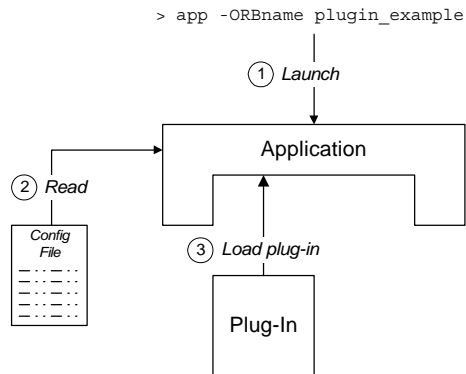 > app -ORBname plugin_example
1 Launch
Application
2 Read
Config
File
3 Load plug-in
Plug-In